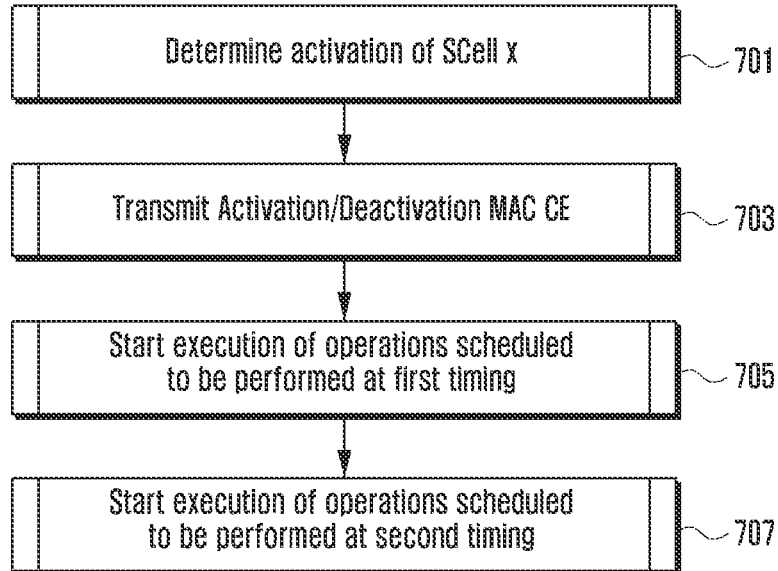 Determine activation of SCell x
701
Transmit Activation/Deactivation MAC CE
703
Start execution of operations scheduled
to be performed at first timing
705
Start execution of operations scheduled
to be performed at second timing
707